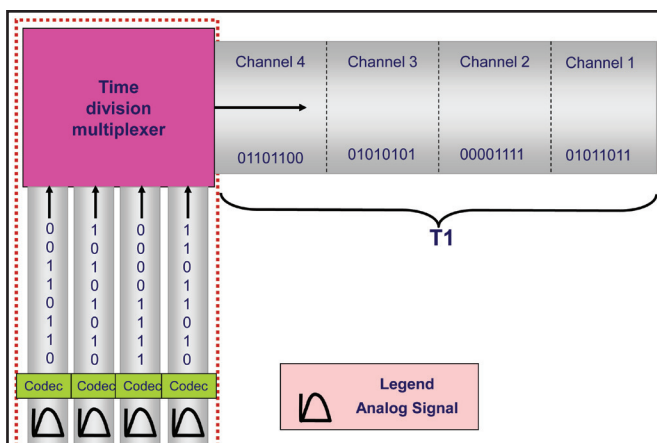 Time
division
multiplexer
Channel 4 Channel 3 Channel 2 Channel 1
01101100 01010101 00001111 01011011
T1
0 1 0 1
0 0 0 1
1 1 0 0
1 0 0 1
0 1 1 1
1 0 1 0
1 1 1 1
0 0 1 0
Codec Codec Codec Codec
Legend
Analog Signal